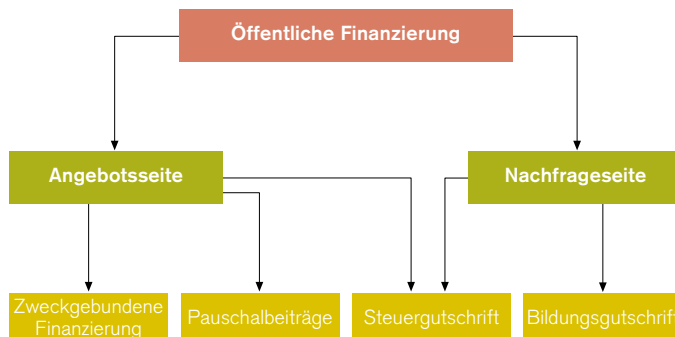 Öffentliche Finanzierung
Angebotsseite
Nachfrageseite
Zweckgebundene
Finanzierung
Pauschalbeiträge
Steuergutschrift
Bildungsgutschrift